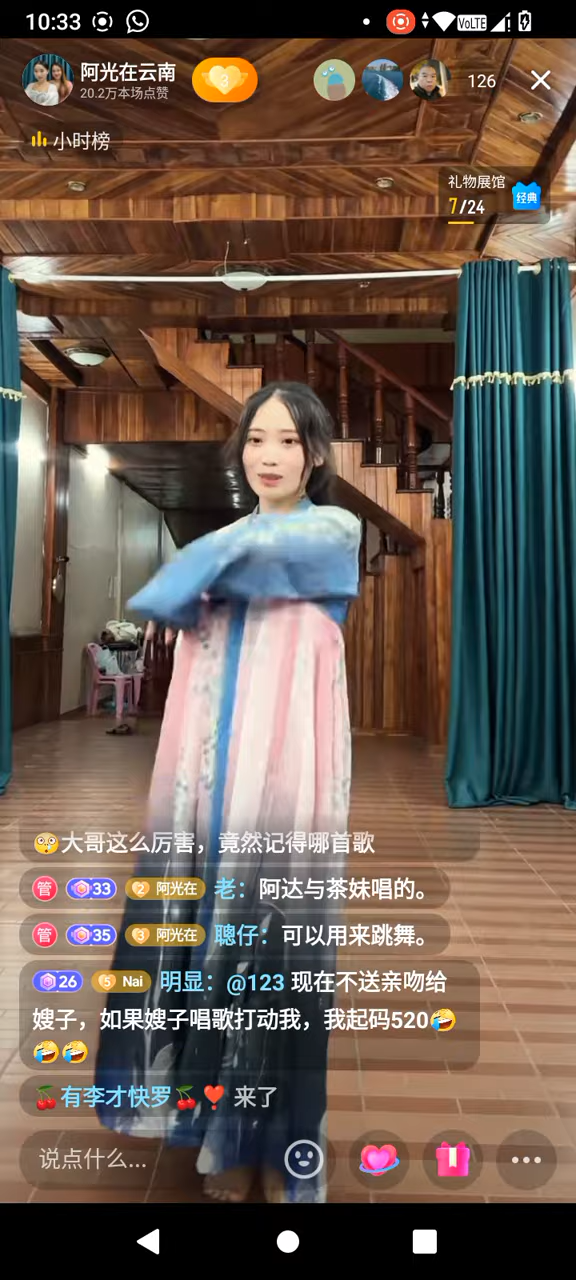 10:33
VoLTE
阿光在云南
3
126
20.2万本场点赞
小时榜
礼物展馆
7/24
经典
😳大哥这么厉害，竟然记得哪首歌
管 33 2 阿光在 老：阿达与茶妹唱的。
管 35 3 阿光在 聰仔：可以用来跳舞。
26 5 Nai 明显：@123 现在不送亲吻给
嫂子，如果嫂子唱歌打动我，我起码520🤣
🤣🤣
🍒有李才快罗🍒❣️ 来了
说点什么...